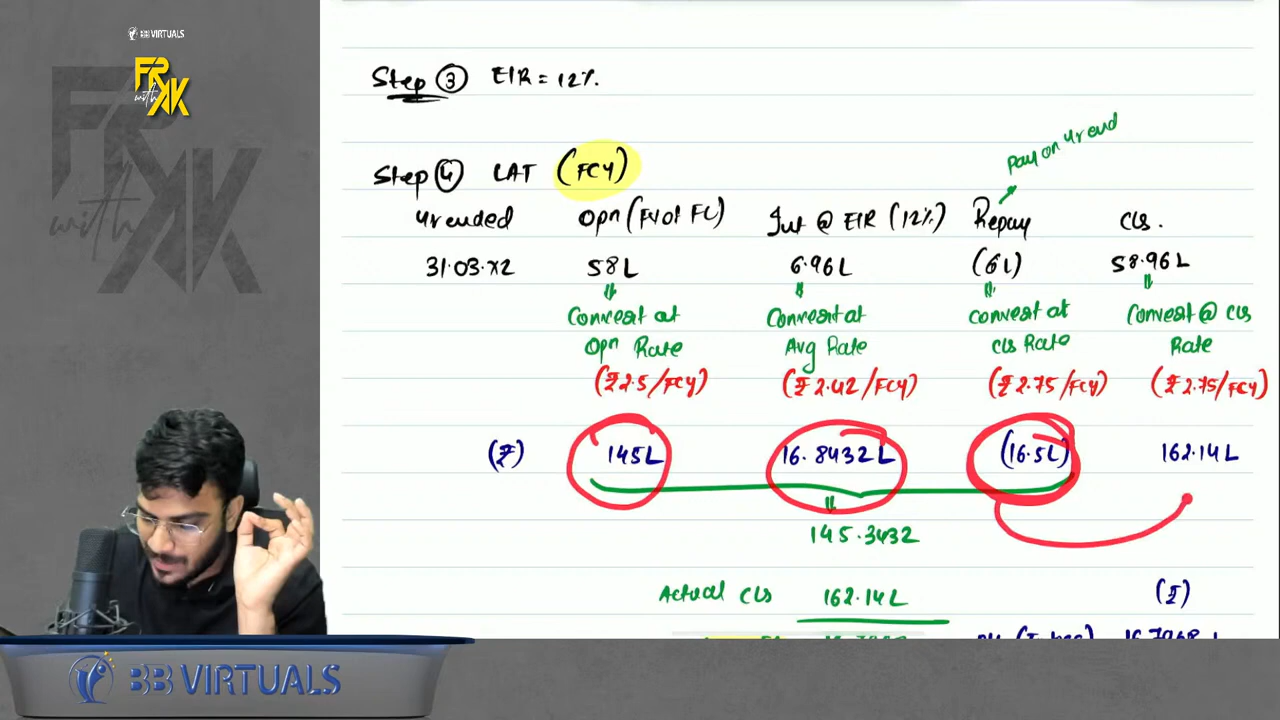 BB VIRTUALS
FR
with
KK
Step ③ EIR = 12%.
Pay on yr end
Step ④ LAT (FCY)
yr ended Opn (FV of FL) Int @ EIR (12%) Repay Cls.
31.03.X2 58L 6.96L (6L) 58.96L
Convert at Convert at Convert at Convert @ Cls
Opn Rate Avg Rate Cls Rate Rate
(₹2.5/FCY) (₹2.42/FCY) (₹2.75/FCY) (₹2.75/FCY)
(₹) 145L 16.8432L (16.5L) 162.14L
145.3432
Actual Cls 162.14L (₹)
BB VIRTUALS